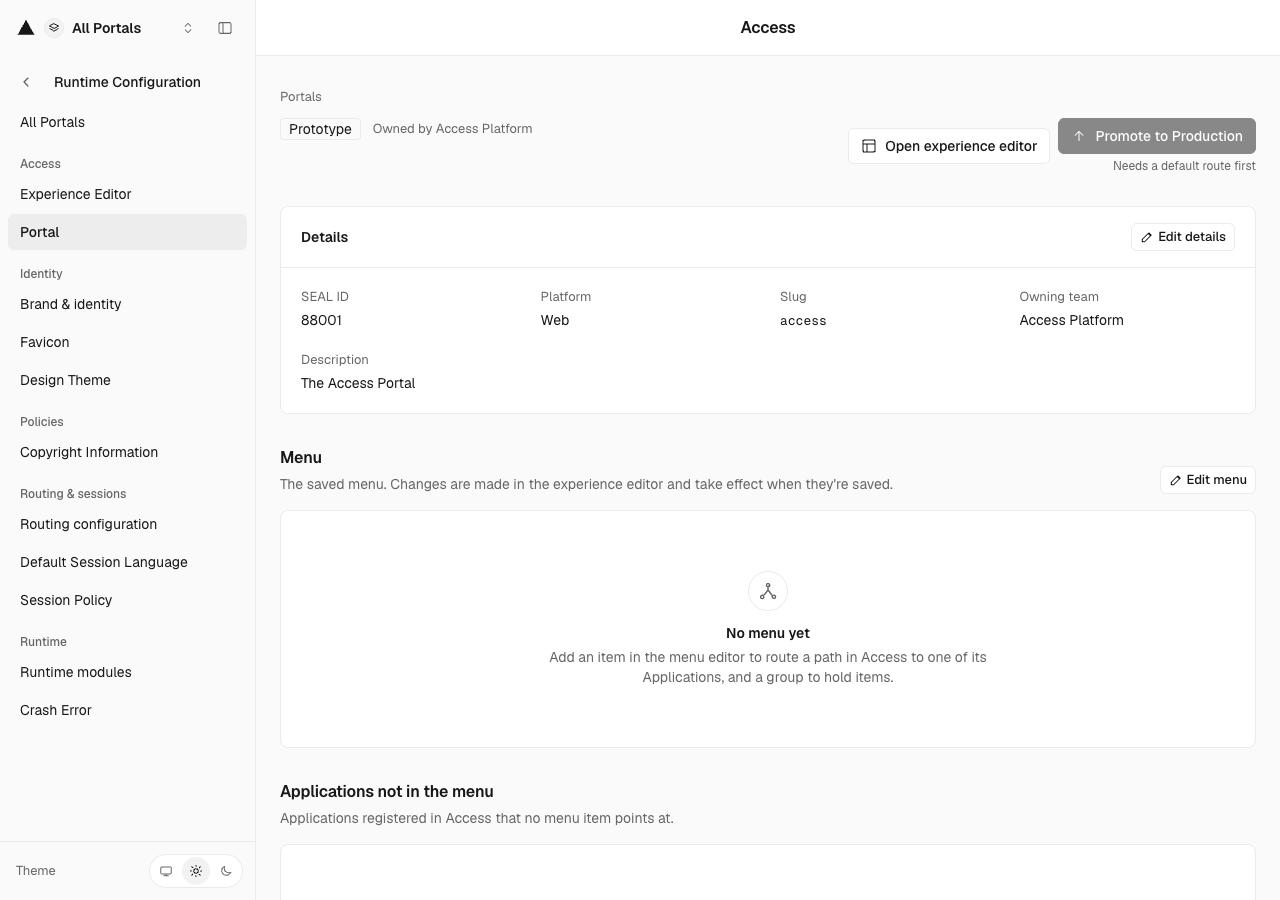 All Portals
Runtime Configuration
All Portals
Access
Experience Editor
Portal
Identity
Brand & identity
Favicon
Design Theme
Policies
Copyright Information
Routing & sessions
Routing configuration
Default Session Language
Session Policy
Runtime
Runtime modules
Crash Error
Theme
Access
Portals
Prototype Owned by Access Platform
Open experience editor
Promote to Production
Needs a default route first
Details
Edit details
SEAL ID Platform Slug Owning team
88001 Web access Access Platform
Description
The Access Portal
Menu
The saved menu. Changes are made in the experience editor and take effect when they're saved.
Edit menu
No menu yet
Add an item in the menu editor to route a path in Access to one of its
Applications, and a group to hold items.
Applications not in the menu
Applications registered in Access that no menu item points at.